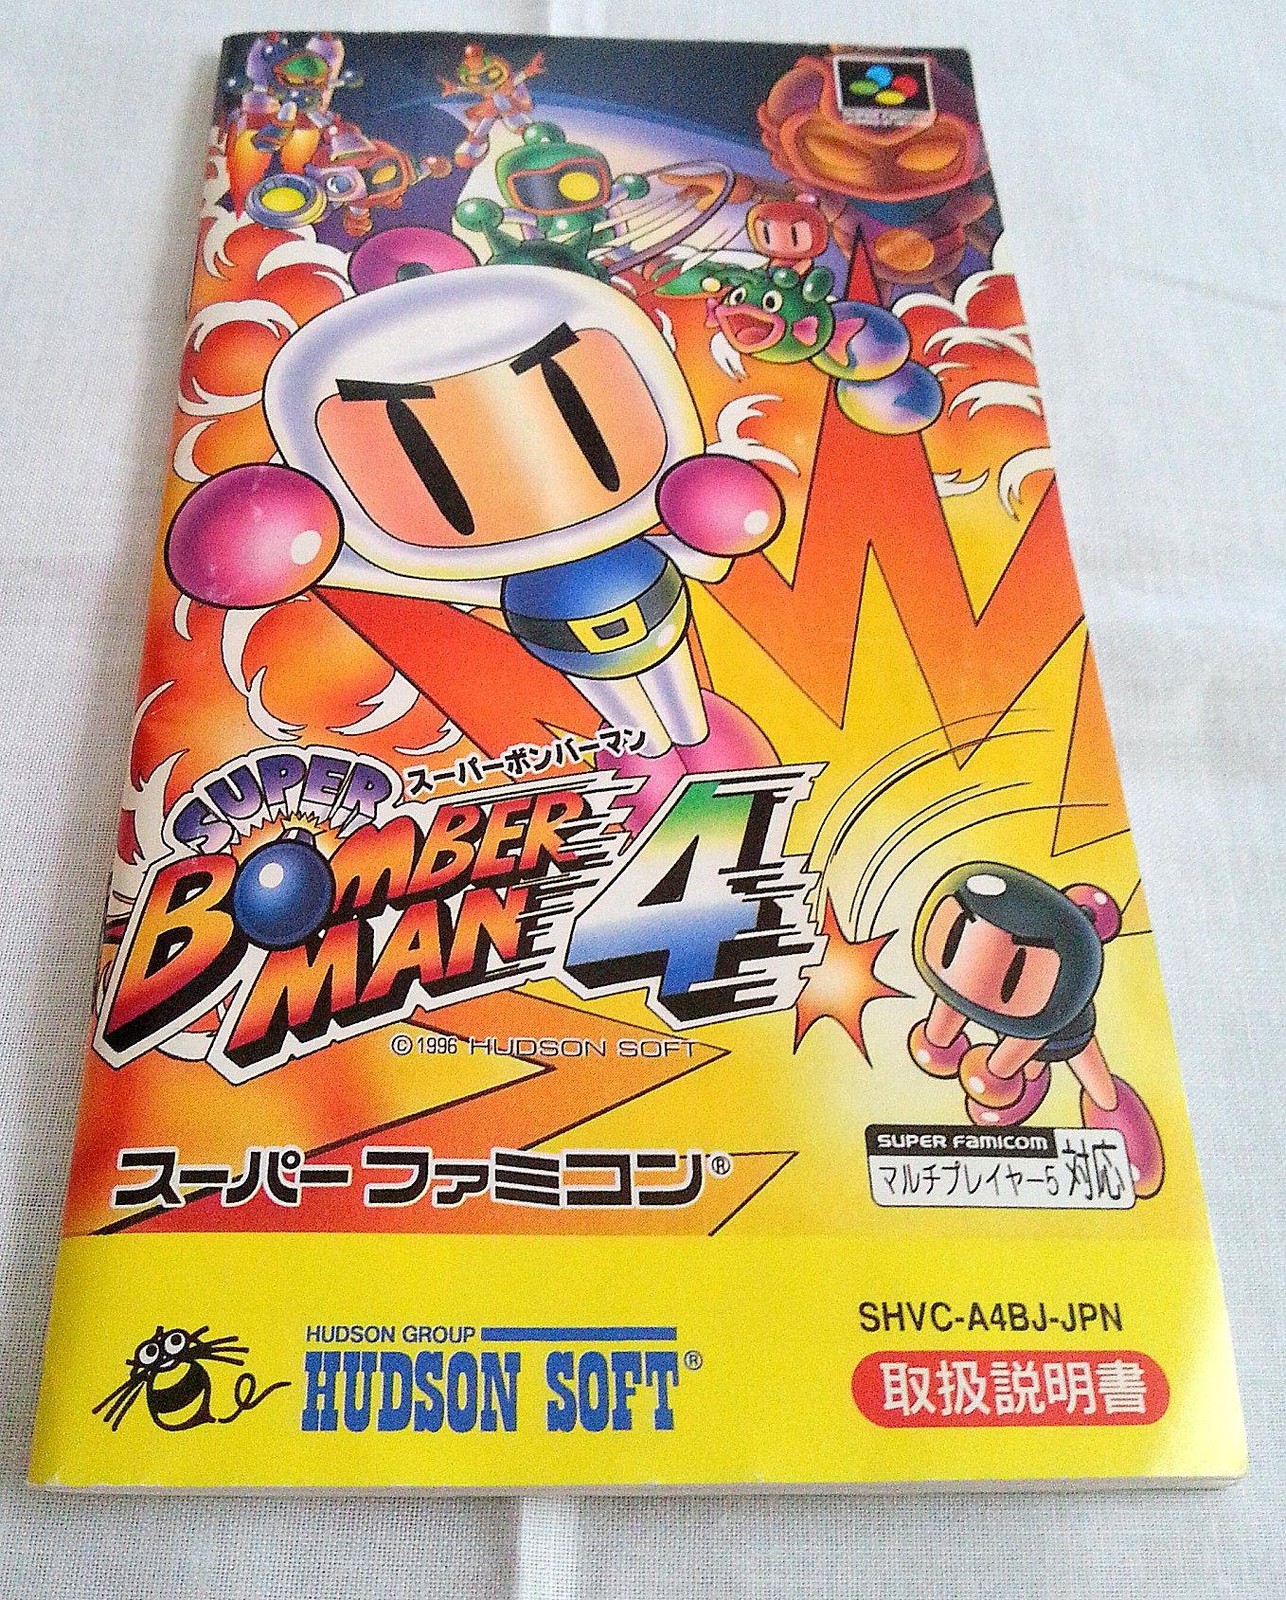 スーパーボンバーマン
SUPER
BOMBER
MAN 4
©1996 HUDSON SOFT
スーパーファミコン®
SUPER FAMICOM
マルチプレイヤー5 対応
SHVC-A4BJ-JPN
取扱説明書
HUDSON GROUP
HUDSON SOFT®